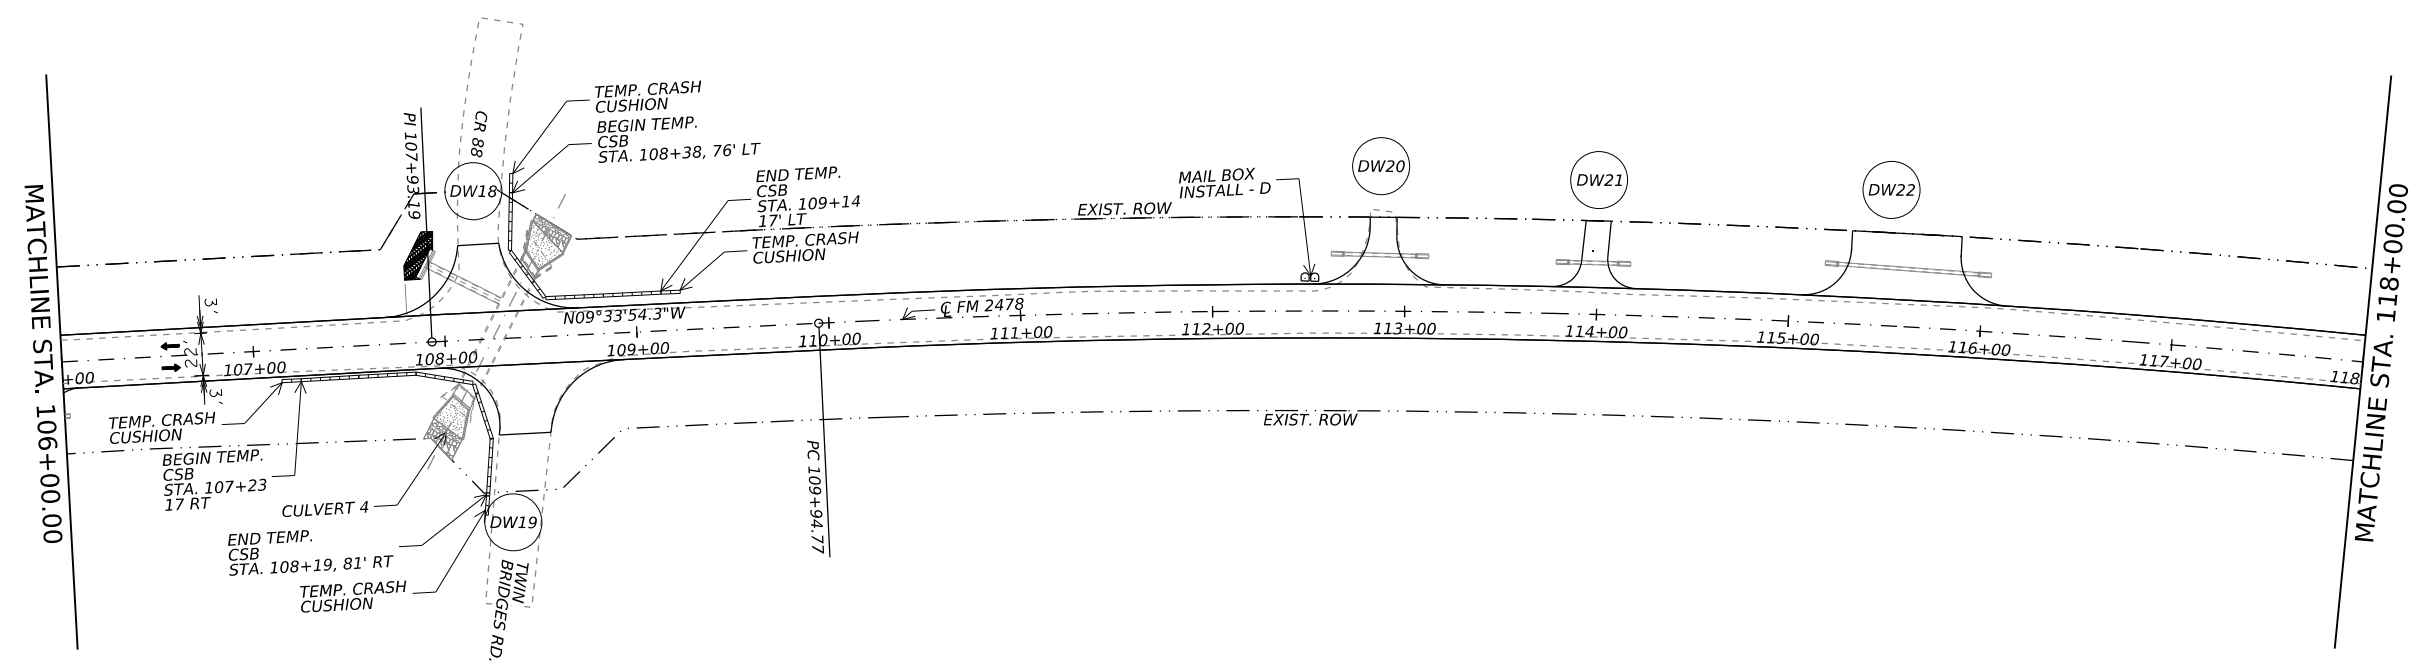 MATCHLINE STA. 106+00.00
PI 107+93.19
CR 88
DW18
TEMP. CRASH
CUSHION
BEGIN TEMP.
CSB
STA. 108+38, 76' LT
END TEMP.
CSB
STA. 109+14
17' LT
TEMP. CRASH
CUSHION
EXIST. ROW
MAIL BOX
INSTALL - D
DW20
DW21
DW22
MATCHLINE STA. 118+00.00
3'
22'
3'
N09°33'54.3"W
℄ FM 2478
+00
107+00
108+00
109+00
110+00
111+00
112+00
113+00
114+00
115+00
116+00
117+00
118
TEMP. CRASH
CUSHION
BEGIN TEMP.
CSB
STA. 107+23
17 RT
CULVERT 4
END TEMP.
CSB
STA. 108+19, 81' RT
TEMP. CRASH
CUSHION
DW19
TWIN
BRIDGES RD.
PC 109+94.77
EXIST. ROW